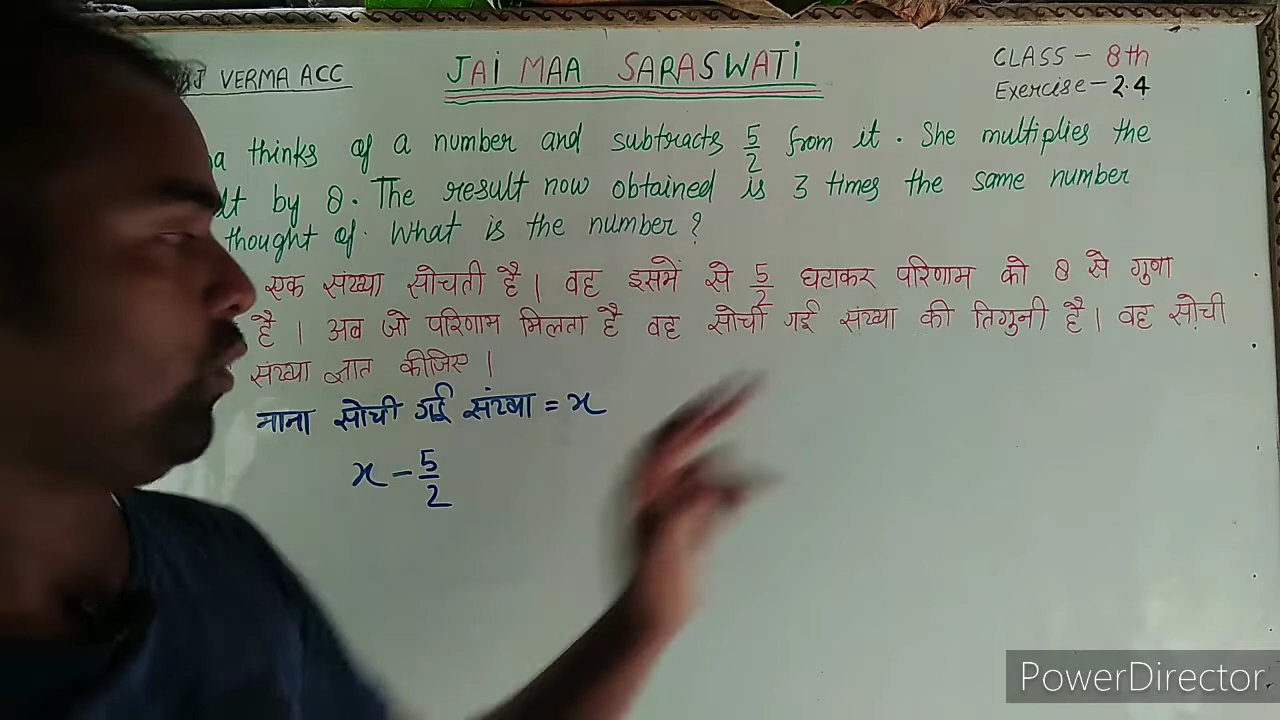 VERMA ACC
JAI MAA SARASWATI
CLASS - 8th
Exercise - 2.4
thinks of a number and subtracts 5/2 from it. She multiplies the
by 8. The result now obtained is 3 times the same number
thought of. What is the number?
एक संख्या सोचती है। वह इसमें से 5/2 घटाकर परिणाम को 8 से गुणा
है। अब जो परिणाम मिलता है वह सोची गई संख्या की तिगुनी है। वह सोची
संख्या ज्ञात कीजिए।
माना सोची गई संख्या = x
x - 5/2
PowerDirector